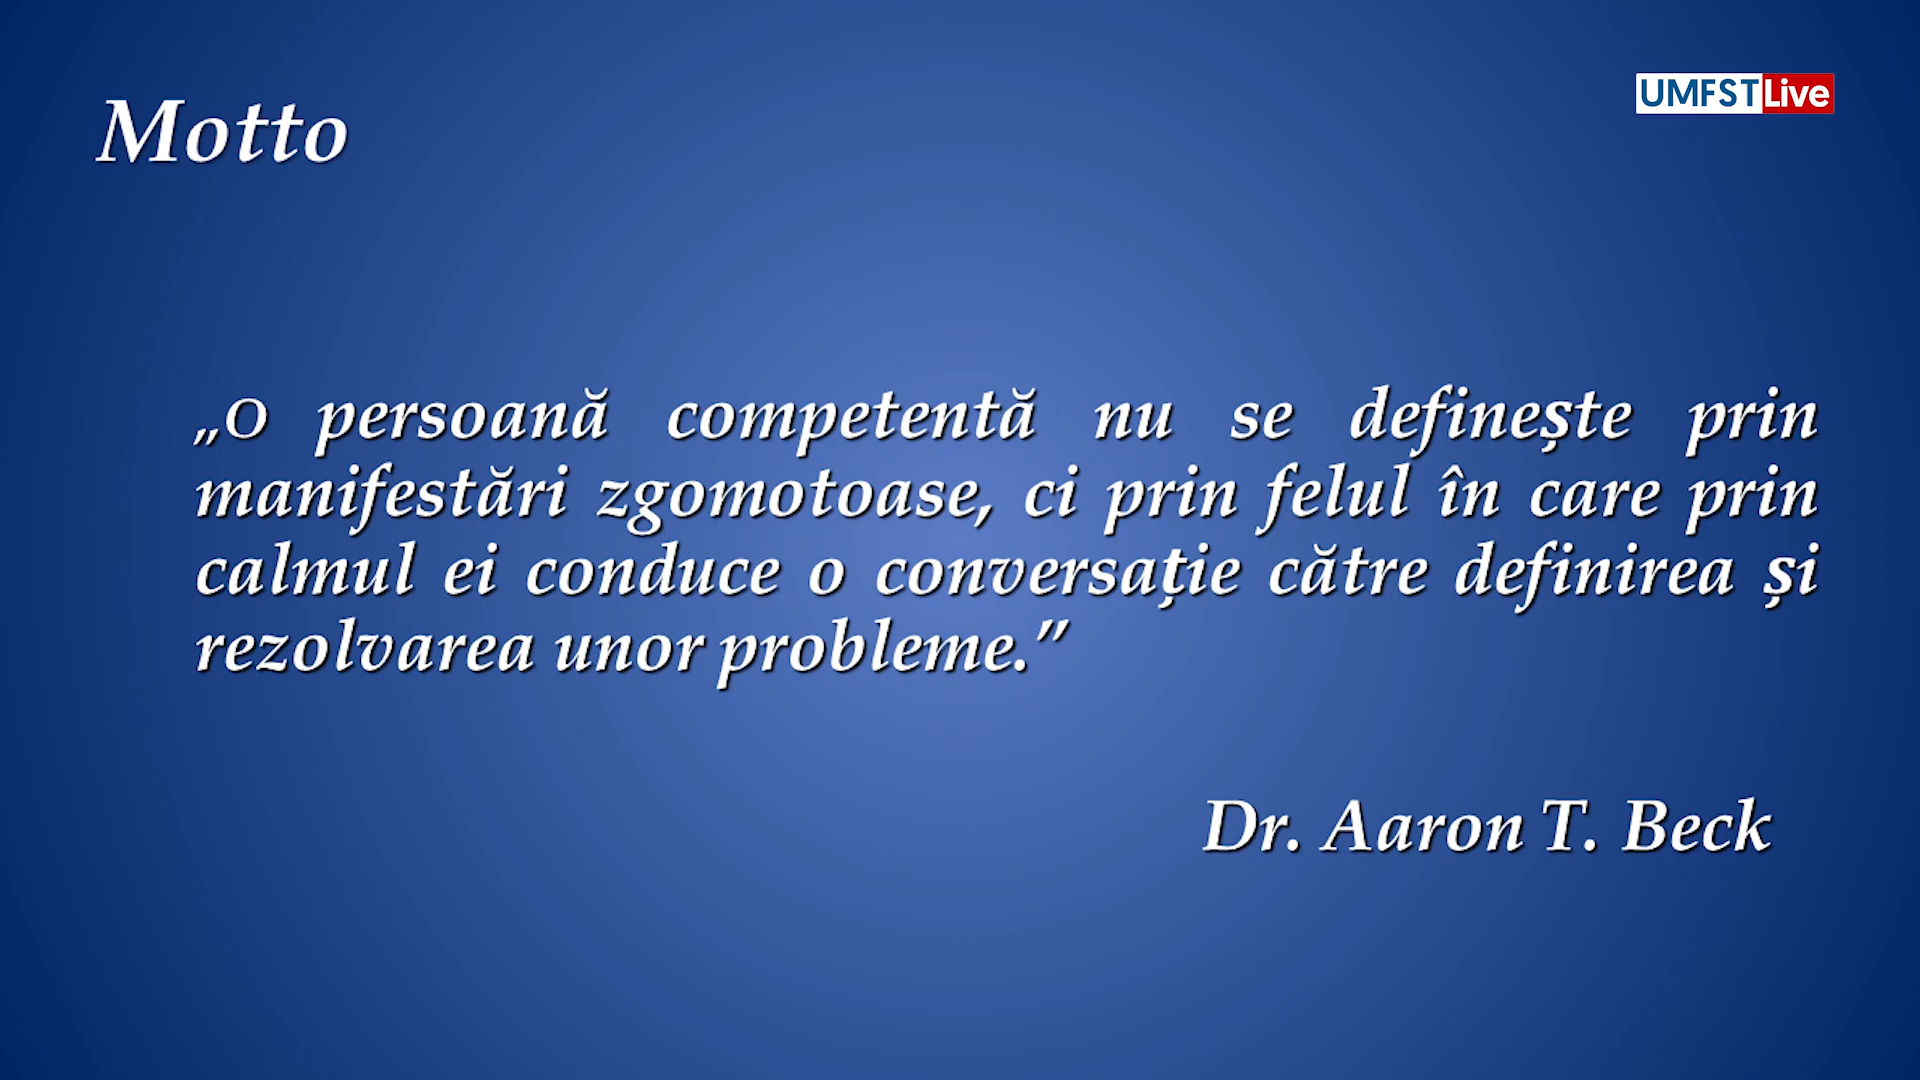 Motto
UMFSTLive
„O persoană competentă nu se definește prin
manifestări zgomotoase, ci prin felul în care prin
calmul ei conduce o conversație către definirea și
rezolvarea unor probleme.”
Dr. Aaron T. Beck